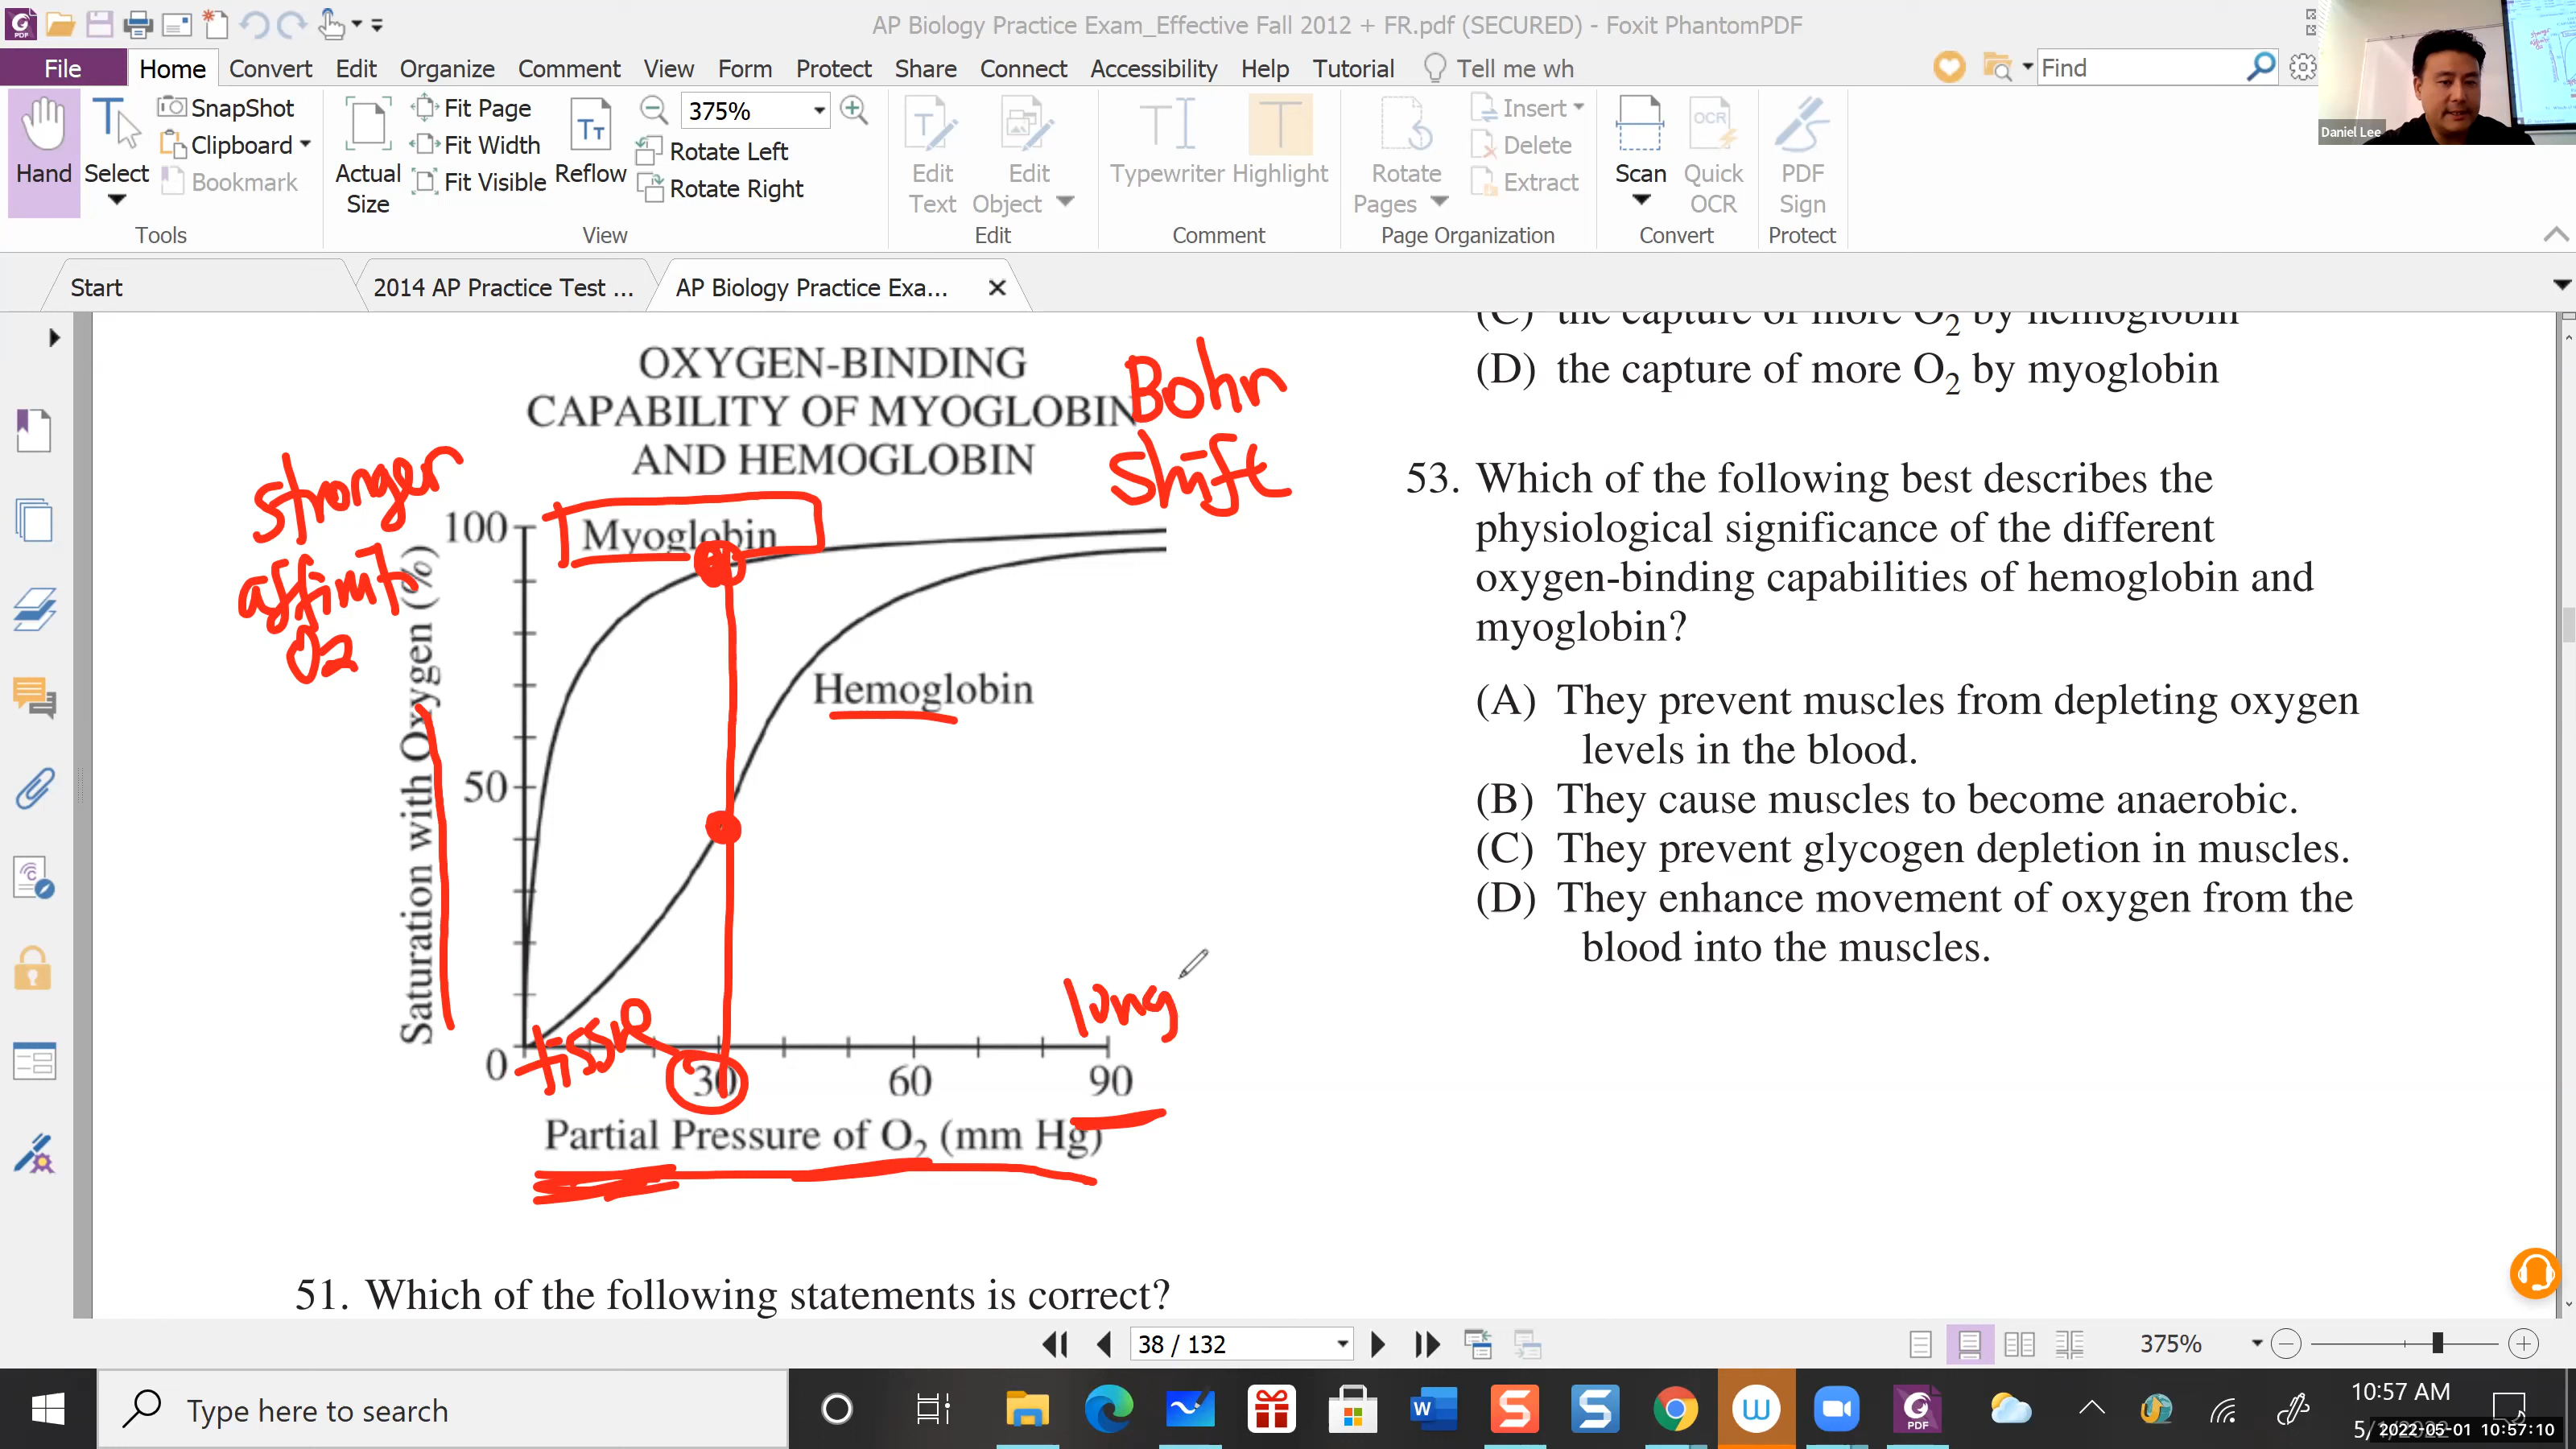 AP Biology Practice Exam_Effective Fall 2012 + FR.pdf (SECURED) - Foxit PhantomPDF
File Home Convert Edit Organize Comment View Form Protect Share Connect Accessibility Help Tutorial Tell me wh Find
Hand Select SnapShot Clipboard Bookmark Actual Size Fit Page Fit Width Fit Visible Reflow 375% Rotate Left Rotate Right Edit Text Edit Object Typewriter Highlight Rotate Pages Insert Delete Extract Scan Quick OCR PDF Sign
Tools View Edit Comment Page Organization Convert Protect
Daniel Lee
Start 2014 AP Practice Test ... AP Biology Practice Exa...
OXYGEN-BINDING
CAPABILITY OF MYOGLOBIN
AND HEMOGLOBIN
Bohr
Shift
stronger
O2
Saturation with Oxygen (%)
100
50
0
Myoglobin
Hemoglobin
tissue
lung
30 60 90
Partial Pressure of O2 (mm Hg)
51. Which of the following statements is correct?
(C) the capture of more O2 by hemoglobin
(D) the capture of more O2 by myoglobin
53. Which of the following best describes the
physiological significance of the different
oxygen-binding capabilities of hemoglobin and
myoglobin?
(A) They prevent muscles from depleting oxygen
levels in the blood.
(B) They cause muscles to become anaerobic.
(C) They prevent glycogen depletion in muscles.
(D) They enhance movement of oxygen from the
blood into the muscles.
38 / 132
375%
Type here to search
10:57 AM
2022-05-01 10:57:10